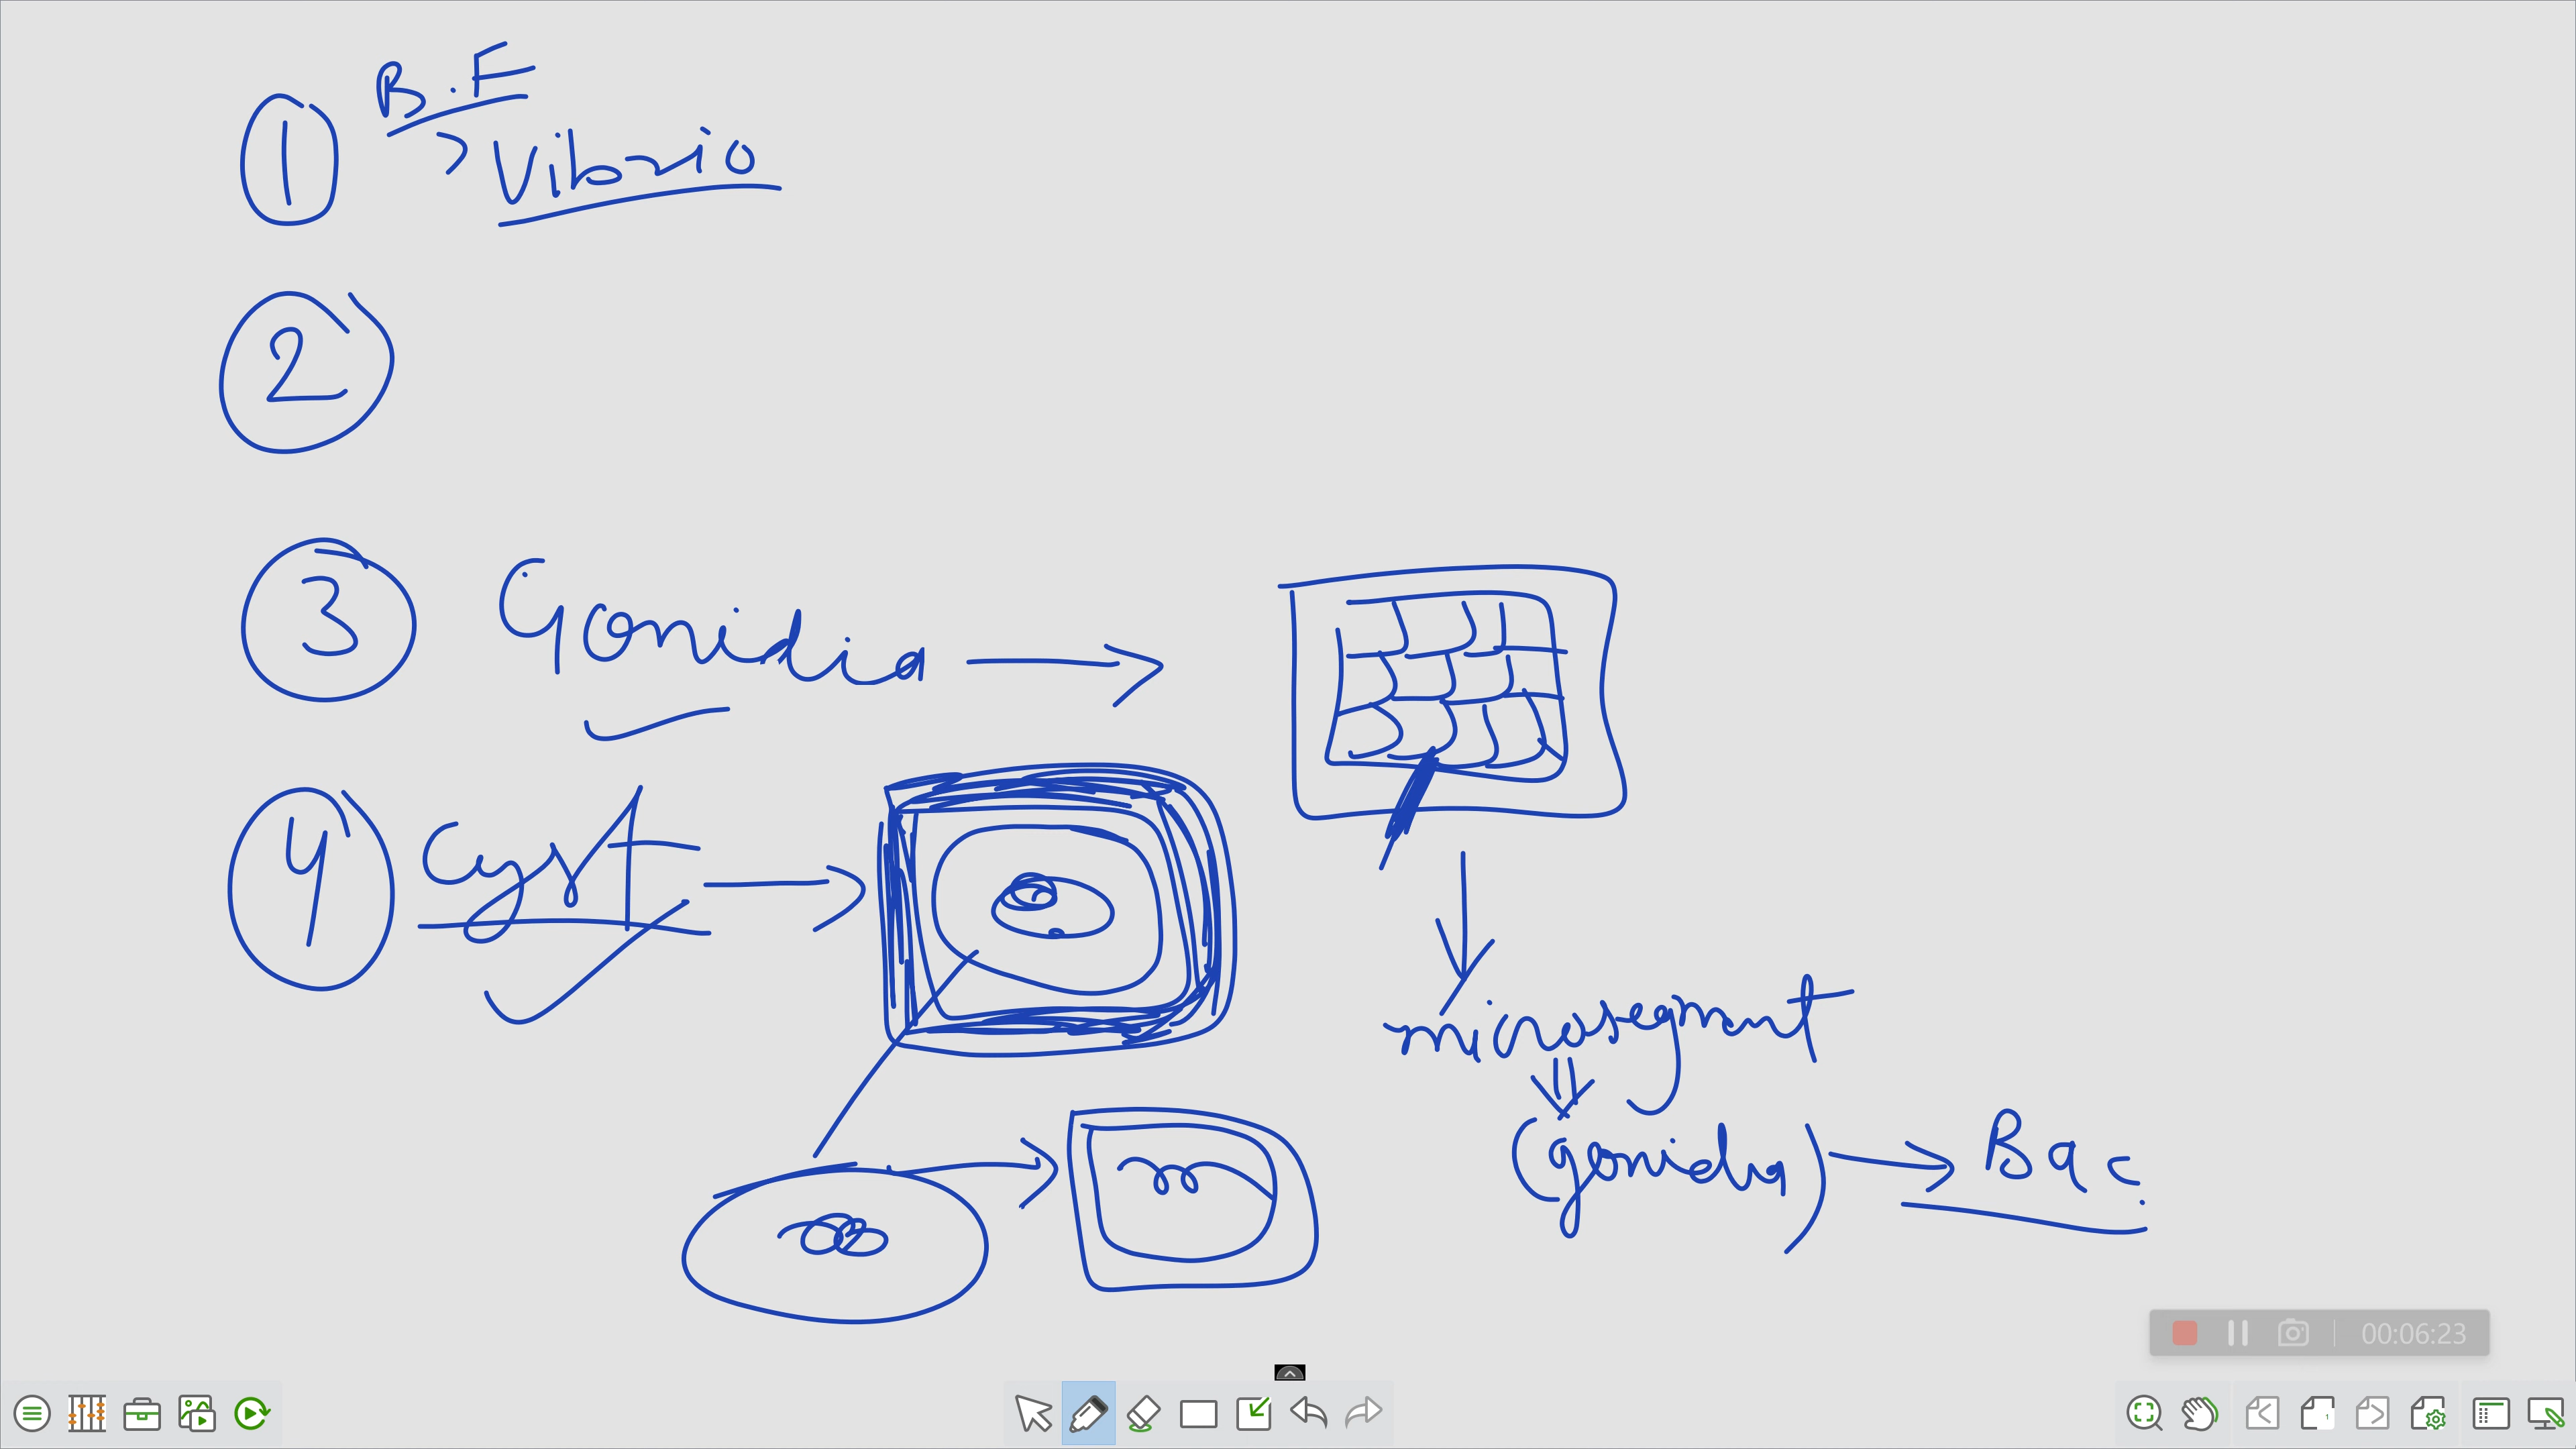 1 B.F
> Vibrio
2
3 Gonidia →
4 Cyst →
microsegment
(gonidia) → Bac.
00:06:23